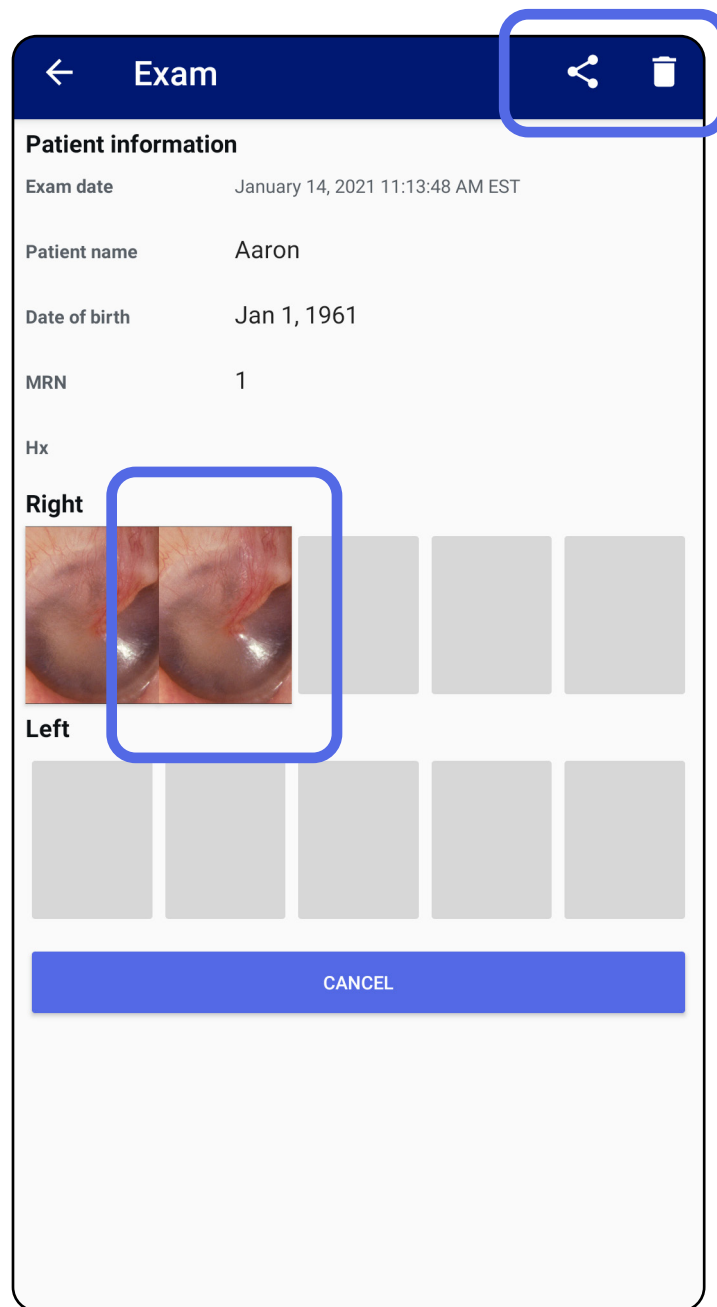 Exam
Patient information
Exam date January 14, 2021 11:13:48 AM EST
Patient name Aaron
Date of birth Jan 1, 1961
MRN 1
Hx
Right
Left
CANCEL